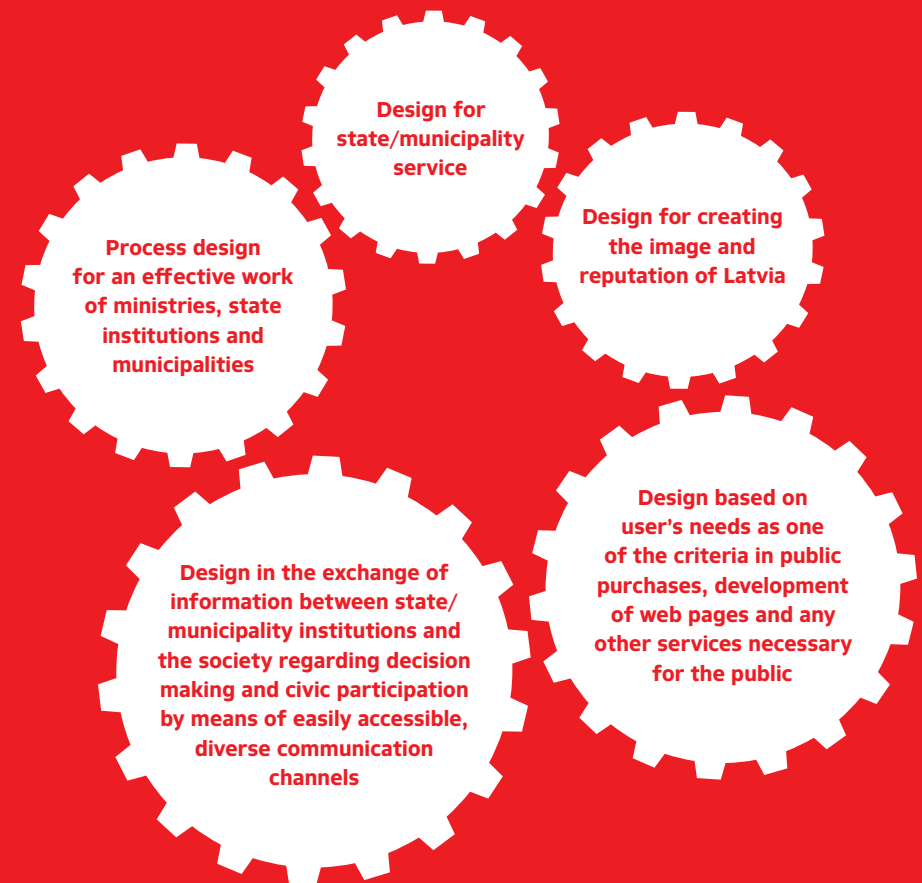 Design for
state/municipality
service
Process design
for an effective work
of ministries, state
institutions and
municipalities
Design for creating
the image and
reputation of Latvia
Design in the exchange of
information between state/
municipality institutions and
the society regarding decision
making and civic participation
by means of easily accessible,
diverse communication
channels
Design based on
user’s needs as one
of the criteria in public
purchases, development
of web pages and any
other services necessary
for the public